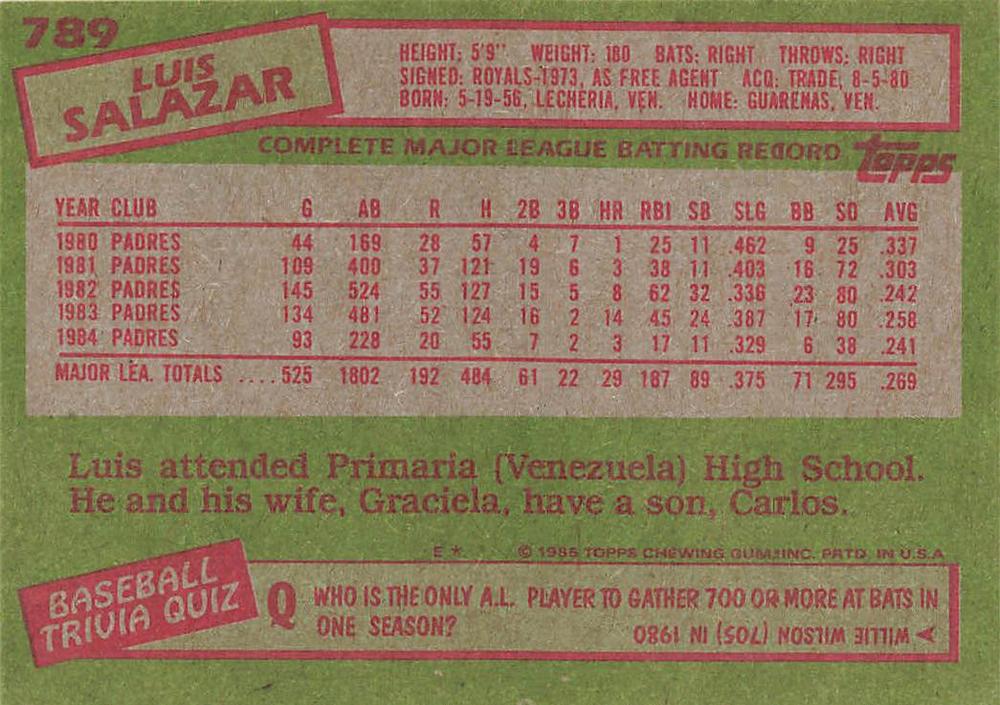 789
LUIS
SALAZAR
HEIGHT: 5'9" WEIGHT: 180 BATS: RIGHT THROWS: RIGHT
SIGNED: ROYALS-1973, AS FREE AGENT ACQ: TRADE, 8-5-80
BORN: 5-19-56, LECHERIA, VEN. HOME: GUARENAS, VEN.
COMPLETE MAJOR LEAGUE BATTING RECORD topps
YEAR CLUB G AB R H 2B 3B HR RBI SB SLG BB SO AVG
1980 PADRES 44 169 28 57 4 7 1 25 11 .462 9 25 .337
1981 PADRES 109 400 37 121 19 6 3 38 11 .403 16 72 .303
1982 PADRES 145 524 55 127 15 5 8 62 32 .336 23 80 .242
1983 PADRES 134 481 52 124 16 2 14 45 24 .387 17 80 .258
1984 PADRES 93 228 20 55 7 2 3 17 11 .329 6 38 .241
MAJOR LEA. TOTALS ....525 1802 192 484 61 22 29 187 89 .375 71 295 .269
Luis attended Primaria (Venezuela) High School.
He and his wife, Graciela, have a son, Carlos.
E * © 1985 TOPPS CHEWING GUM, INC. PRTD. IN U.S.A
BASEBALL
TRIVIA QUIZ
Q WHO IS THE ONLY A.L. PLAYER TO GATHER 700 OR MORE AT BATS IN
ONE SEASON?
WILLIE WILSON (705) IN 1980